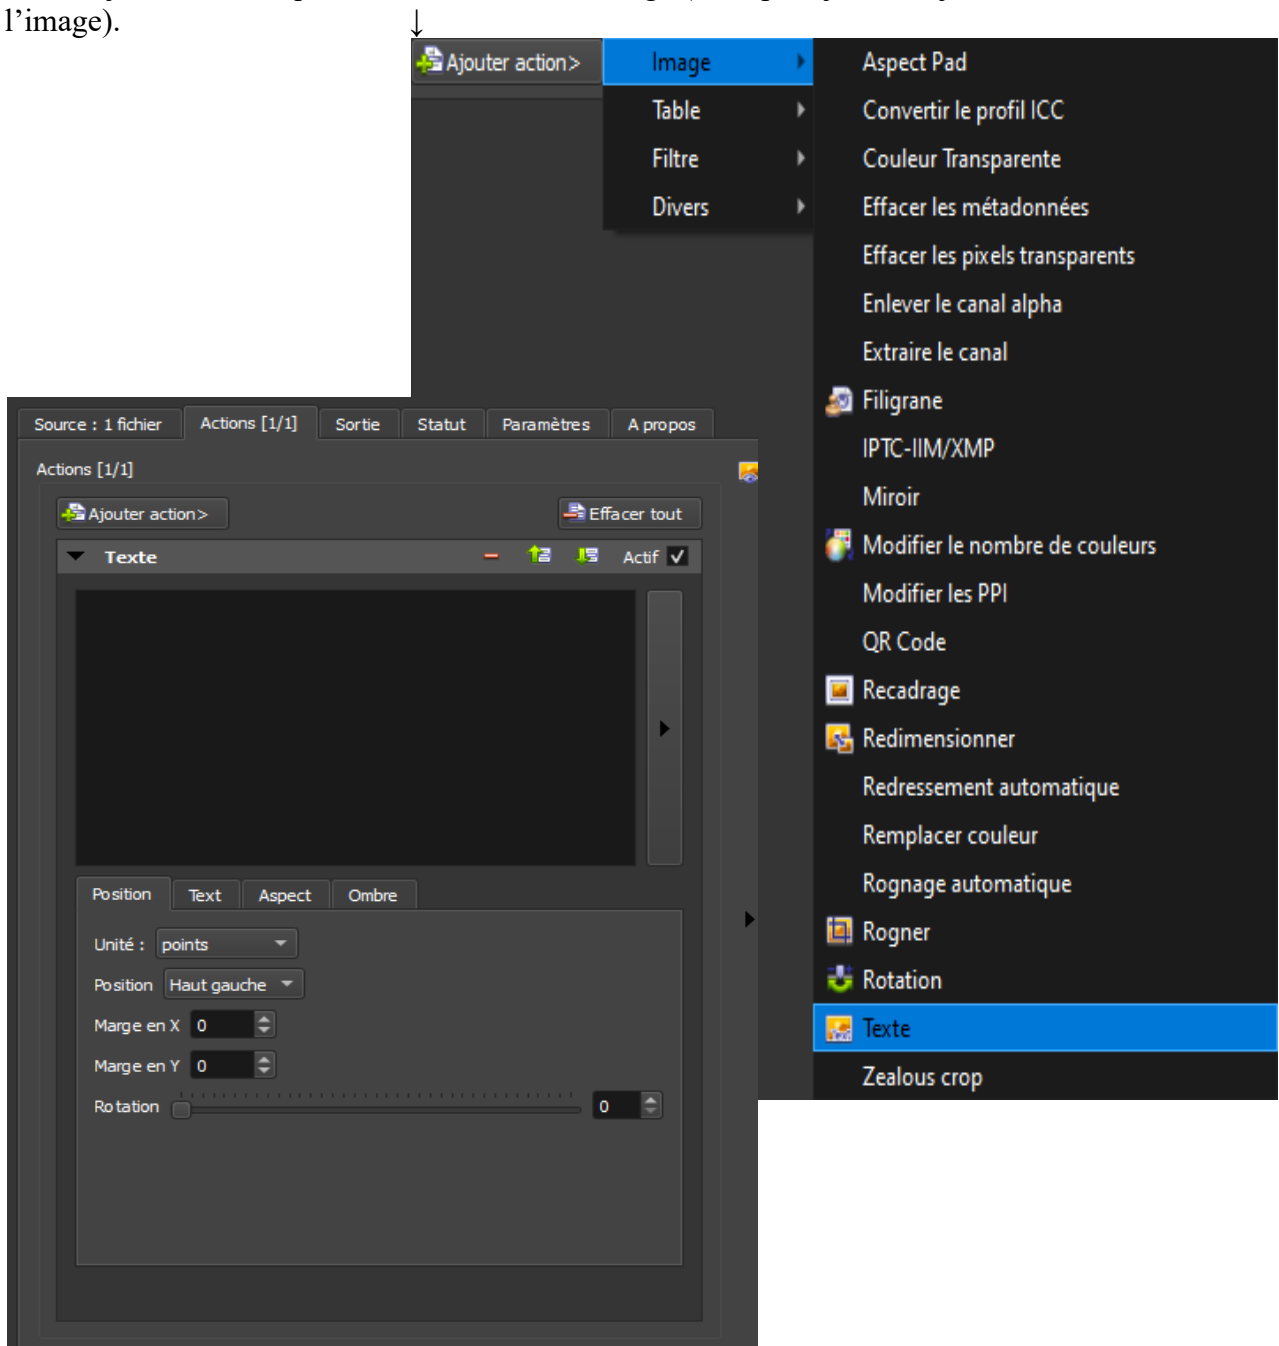 l’image).
↓
Ajouter action>
Image
Table
Filtre
Divers
Aspect Pad
Convertir le profil ICC
Couleur Transparente
Effacer les métadonnées
Effacer les pixels transparents
Enlever le canal alpha
Extraire le canal
Filigrane
IPTC-IIM/XMP
Miroir
Modifier le nombre de couleurs
Modifier les PPI
QR Code
Recadrage
Redimensionner
Redressement automatique
Remplacer couleur
Rognage automatique
Rogner
Rotation
Texte
Zealous crop
Source : 1 fichier Actions [1/1] Sortie Statut Paramètres A propos
Actions [1/1]
Ajouter action> Effacer tout
Texte Actif
Position Text Aspect Ombre
Unité : points
Position Haut gauche
Marge en X 0
Marge en Y 0
Rotation 0